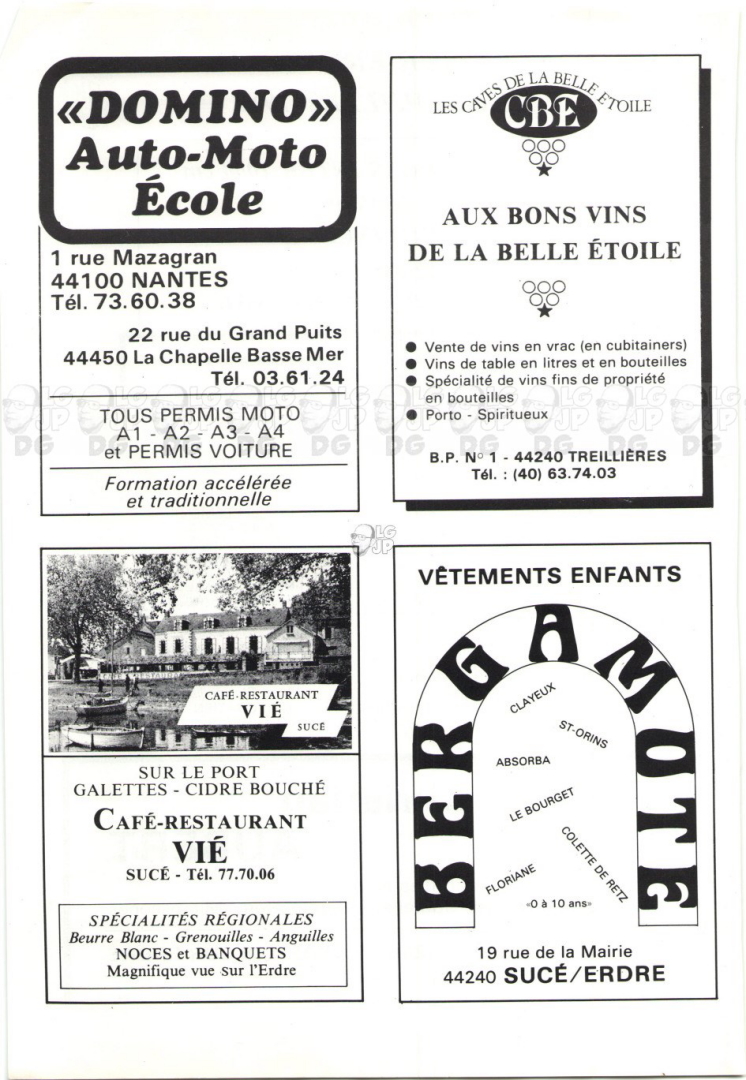 «DOMINO»
Auto-Moto
École
1 rue Mazagran
44100 NANTES
Tél. 73.60.38
22 rue du Grand Puits
44450 La Chapelle Basse Mer
Tél. 03.61.24
TOUS PERMIS MOTO
A1 - A2 - A3 - A4
et PERMIS VOITURE
Formation accélérée
et traditionnelle
LES CAVES DE LA BELLE ETOILE
CBE
AUX BONS VINS
DE LA BELLE ÉTOILE
● Vente de vins en vrac (en cubitainers)
● Vins de table en litres et en bouteilles
● Spécialité de vins fins de propriété
en bouteilles
● Porto - Spiritueux
B.P. N° 1 - 44240 TREILLIÈRES
Tél. : (40) 63.74.03
CAFÉ-RESTAURANT
VIÉ
SUCÉ
SUR LE PORT
GALETTES - CIDRE BOUCHÉ
CAFÉ-RESTAURANT
VIÉ
SUCÉ - Tél. 77.70.06
SPÉCIALITÉS RÉGIONALES
Beurre Blanc - Grenouilles - Anguilles
NOCES et BANQUETS
Magnifique vue sur l'Erdre
VÊTEMENTS ENFANTS
BERGAMOTE
CLAYEUX
ST-ORINS
ABSORBA
LE BOURGET
COLETTE DE RETZ
FLORIANE
«0 à 10 ans»
19 rue de la Mairie
44240 SUCÉ/ERDRE
LG
JP
DG